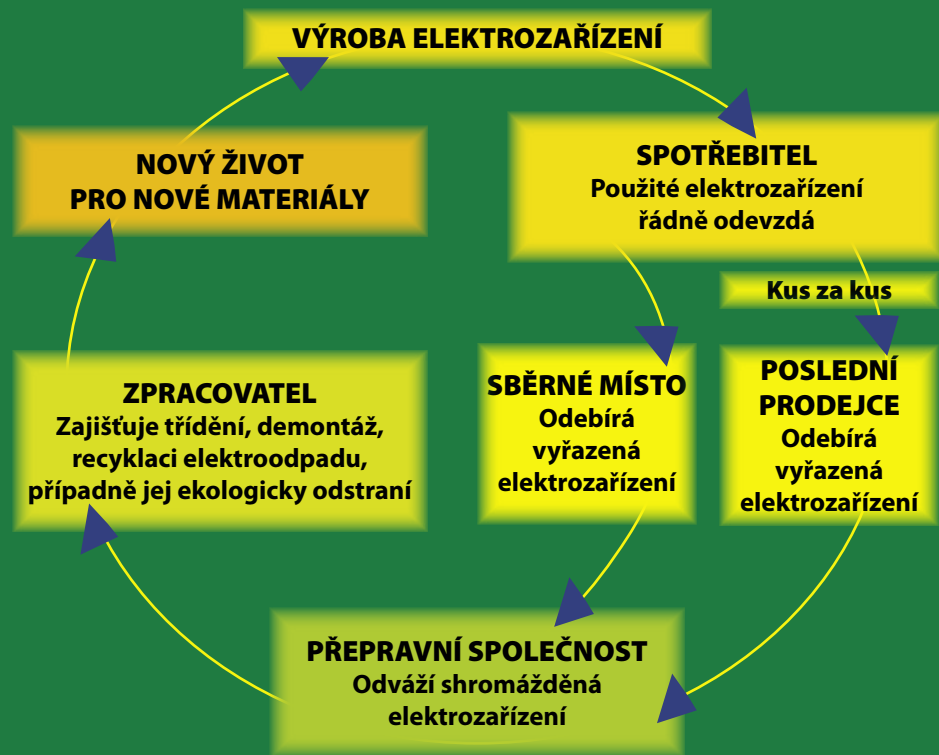 VÝROBA ELEKTROZAŘÍZENÍ
NOVÝ ŽIVOT
PRO NOVÉ MATERIÁLY
SPOTŘEBITEL
Použité elektrozařízení
řádně odevzdá
Kus za kus
ZPRACOVATEL
Zajišťuje třídění, demontáž,
recyklaci elektroodpadu,
případně jej ekologicky odstraní
SBĚRNÉ MÍSTO
Odebírá
vyřazená
elektrozařízení
POSLEDNÍ
PRODEJCE
Odebírá
vyřazená
elektrozařízení
PŘEPRAVNÍ SPOLEČNOST
Odváží shromážděná
elektrozařízení